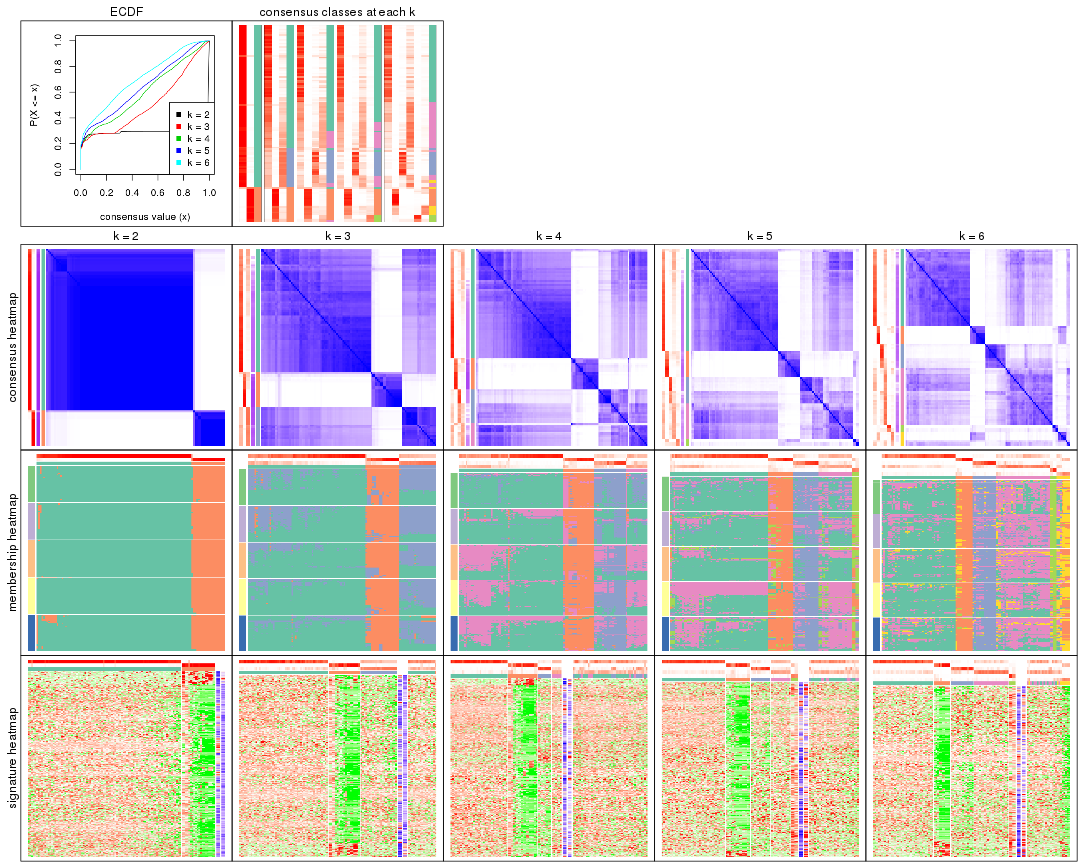 ECDF
consensus classes at each k
P(X <= x)
0.0 0.2 0.4 0.6 0.8 1.0
k = 2
k = 3
k = 4
k = 5
k = 6
0.0 0.2 0.4 0.6 0.8 1.0
consensus value (x)
k = 2 k = 3 k = 4 k = 5 k = 6
consensus heatmap
membership heatmap
signature heatmap